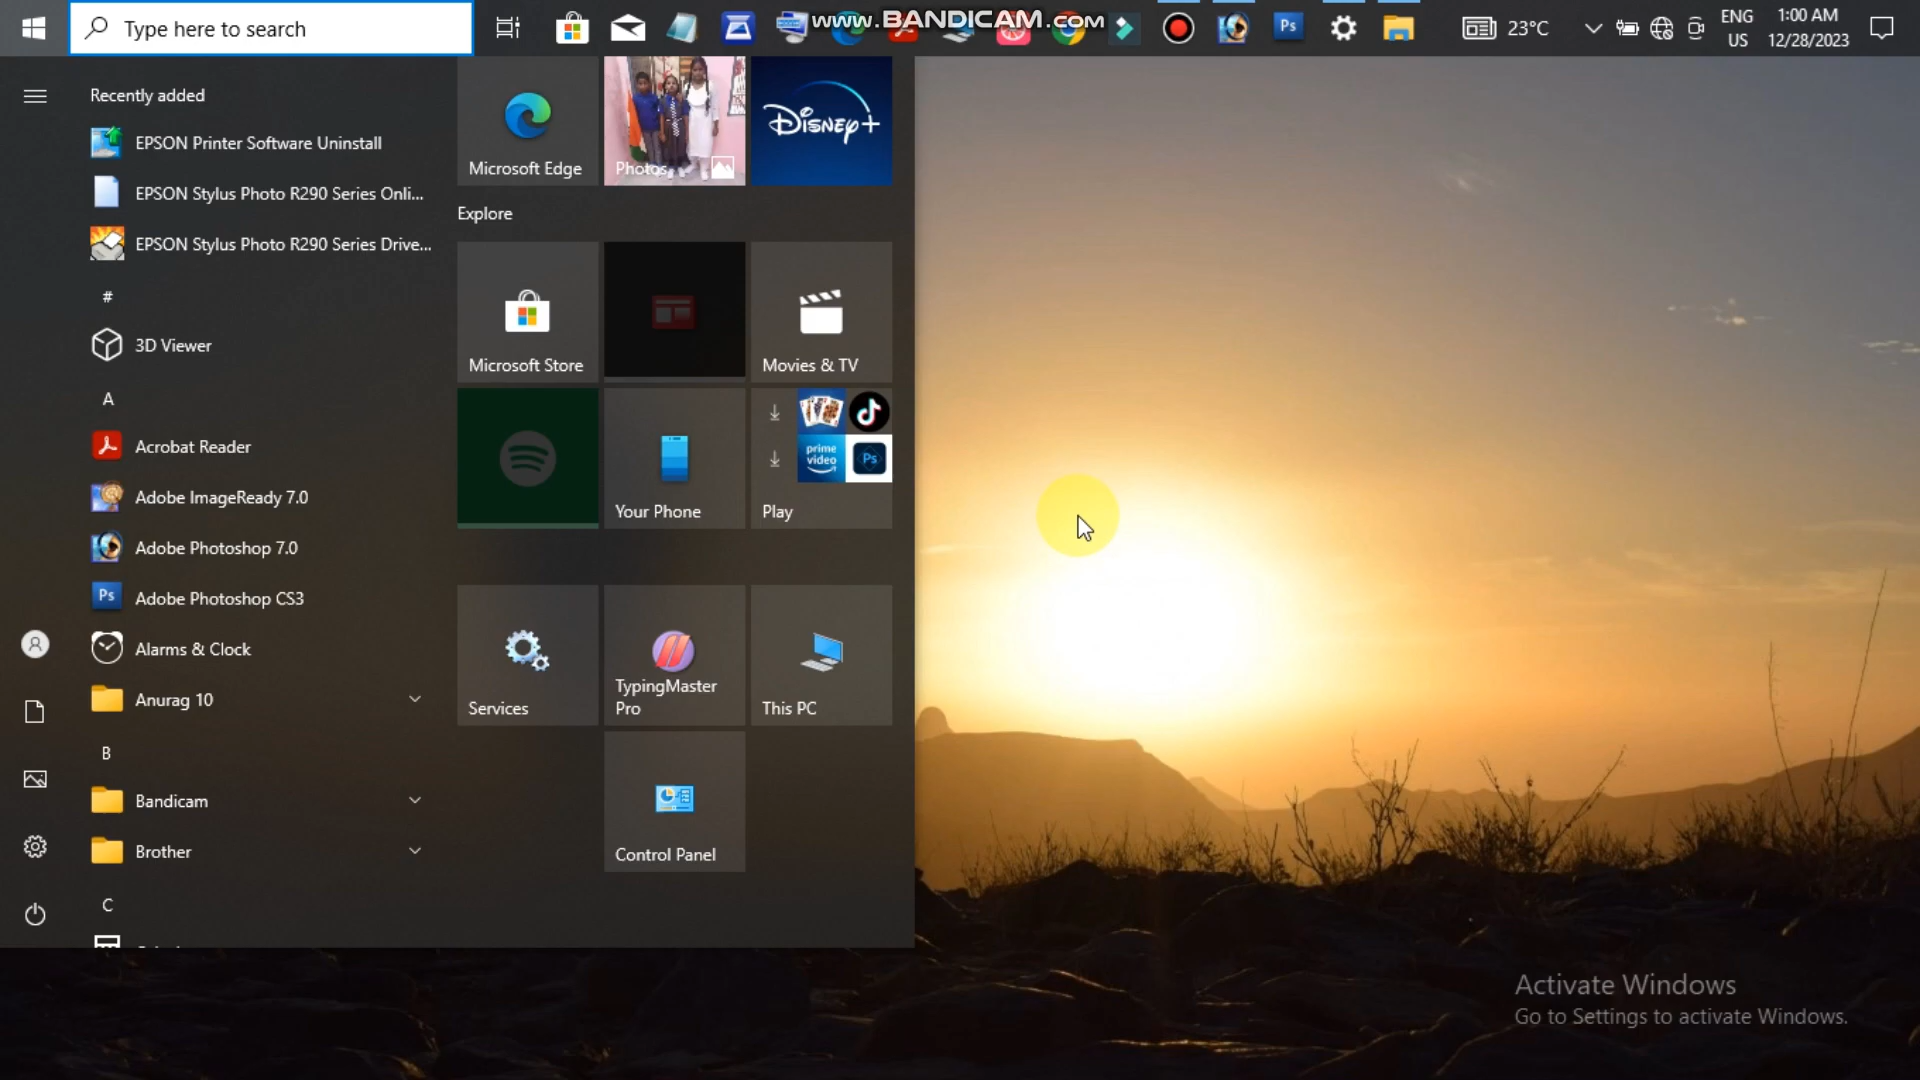 Type here to search
www.BANDICAM.com
Ps
23°C
ENG
US
1:00 AM
12/28/2023
Recently added
EPSON Printer Software Uninstall
EPSON Stylus Photo R290 Series Onli...
EPSON Stylus Photo R290 Series Drive...
#
3D Viewer
A
Acrobat Reader
Adobe ImageReady 7.0
Adobe Photoshop 7.0
Ps
Adobe Photoshop CS3
Alarms & Clock
Anurag 10
B
Bandicam
Brother
C
Microsoft Edge
Photos
Disney+
Explore
Microsoft Store
Movies & TV
Your Phone
prime video
Ps
Play
Services
TypingMaster
Pro
This PC
Control Panel
Activate Windows
Go to Settings to activate Windows.